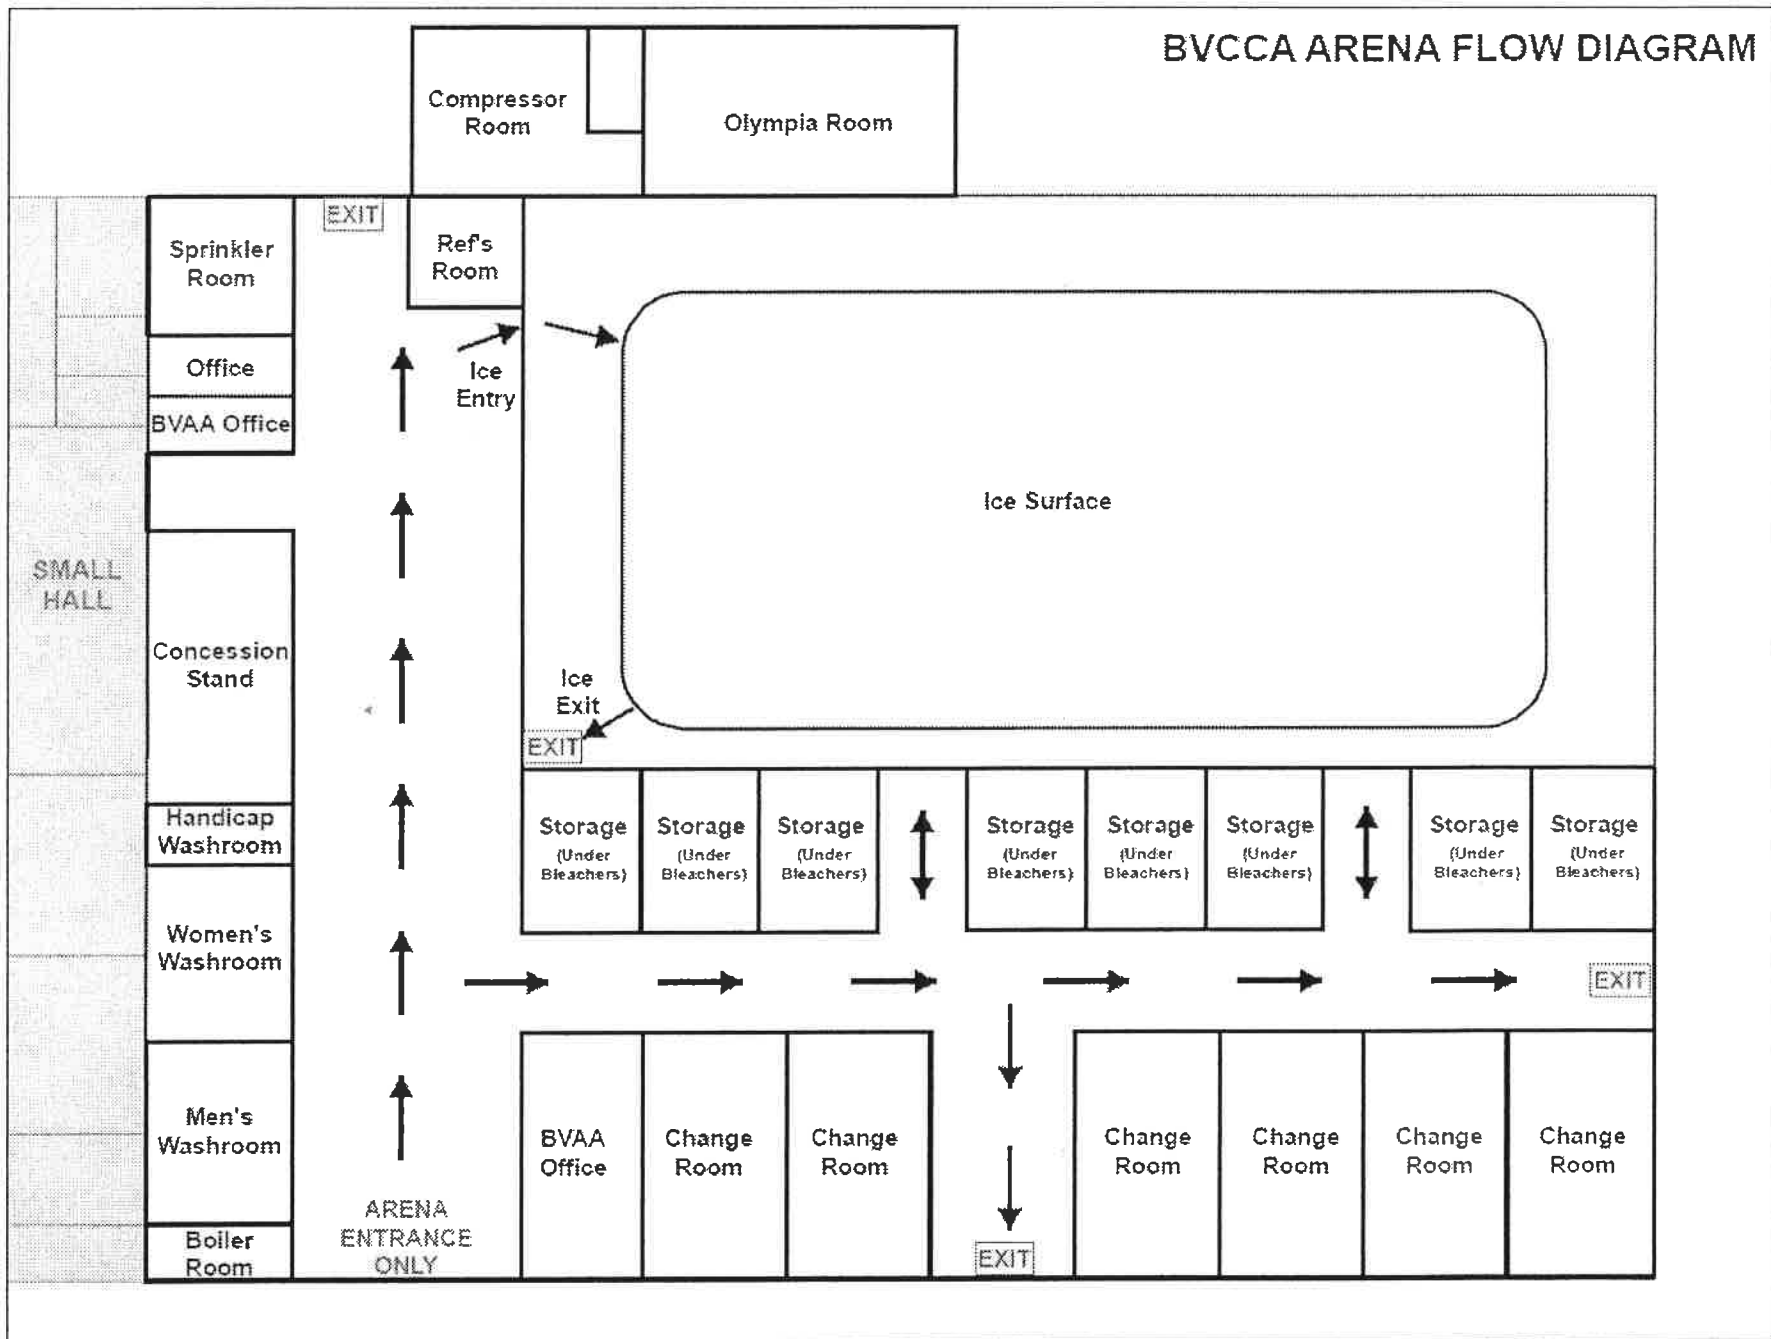 BVCCA ARENA FLOW DIAGRAM
Compressor
Room
Olympia Room
EXIT
Sprinkler
Room
Ref's
Room
Office
BVAA Office
Ice
Entry
Ice Surface
SMALL
HALL
Concession
Stand
Ice
Exit
EXIT
Handicap
Washroom
Storage
(Under
Bleachers)
Storage
(Under
Bleachers)
Storage
(Under
Bleachers)
Storage
(Under
Bleachers)
Storage
(Under
Bleachers)
Storage
(Under
Bleachers)
Storage
(Under
Bleachers)
Storage
(Under
Bleachers)
Women's
Washroom
EXIT
Men's
Washroom
BVAA
Office
Change
Room
Change
Room
Change
Room
Change
Room
Change
Room
Change
Room
ARENA
ENTRANCE
ONLY
Boiler
Room
EXIT